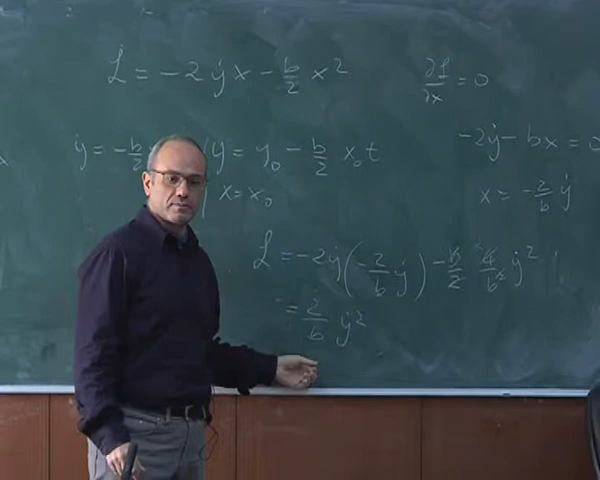 ℒ = −2ẏx − b/2 x²
∂ℒ/∂x = 0
ẏ = −b/2
y = y₀ − b/2 x₀t
x = x₀
−2ẏ − bx = 0
x = −2/b ẏ
ℒ = −2ẏ(−2/b ẏ) − b/2 4/b² ẏ²
= 2/b ẏ²